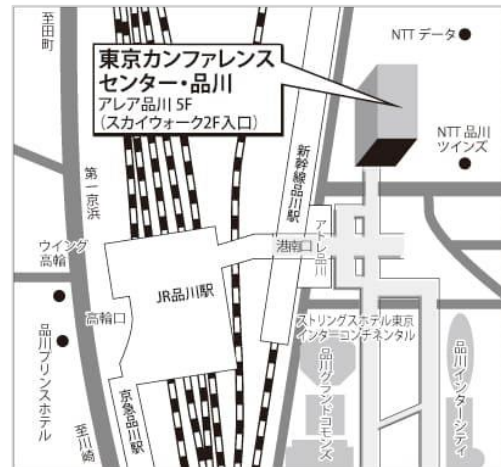 至田町
東京カンファレンス
センター・品川
アレア品川 5F
(スカイウォーク2F入口)
NTT データ
NTT 品川
ツインズ
第一京浜
新幹線品川駅
ウイング
高輪
港南口
アトレ品川
JR品川駅
高輪口
品川プリンスホテル
ストリングスホテル東京
インターコンチネンタル
京急品川駅
至川崎
品川グランドコモンズ
品川インターシティ